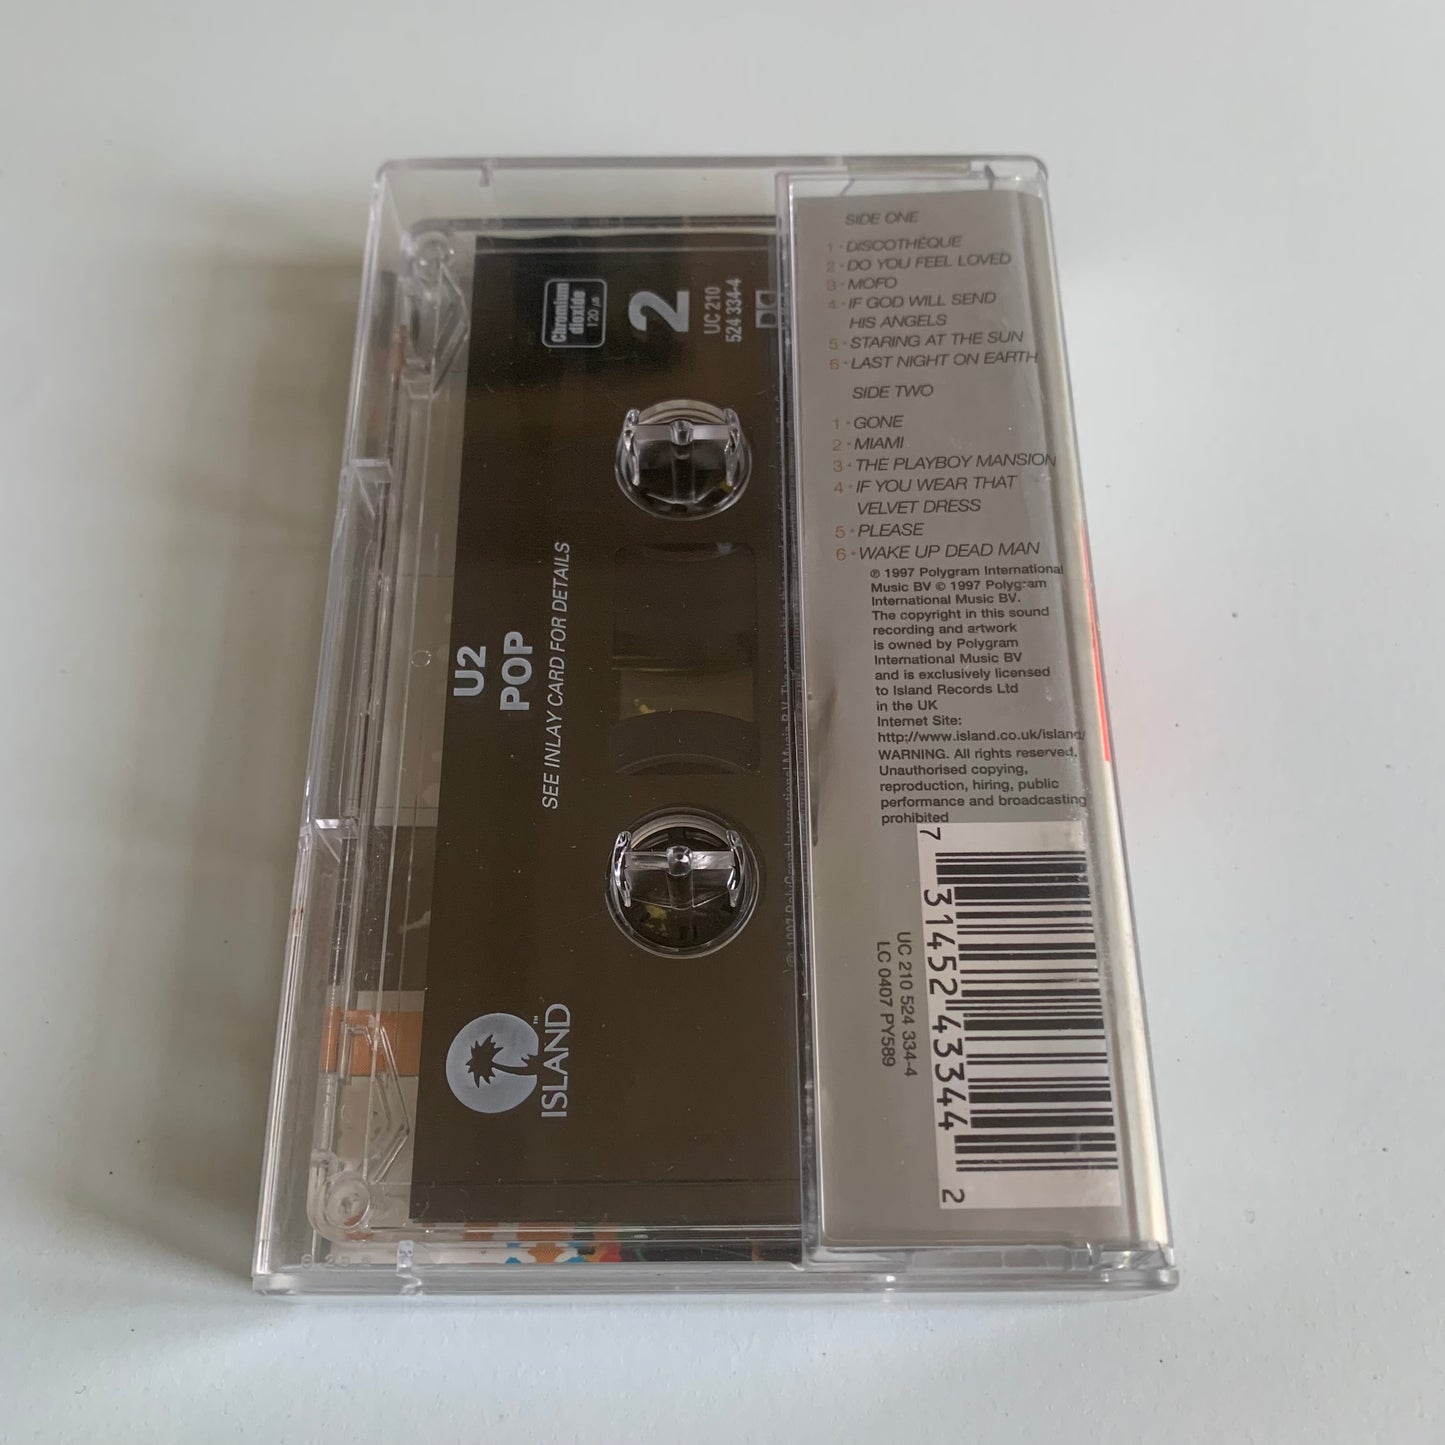 Chromium
dioxide
120 µs
2
UC 210
524 334-4
U2
POP
SEE INLAY CARD FOR DETAILS
ISLAND™
SIDE ONE
1 • DISCOTHÈQUE
2 • DO YOU FEEL LOVED
3 • MOFO
4 • IF GOD WILL SEND
HIS ANGELS
5 • STARING AT THE SUN
6 • LAST NIGHT ON EARTH
SIDE TWO
1 • GONE
2 • MIAMI
3 • THE PLAYBOY MANSION
4 • IF YOU WEAR THAT
VELVET DRESS
5 • PLEASE
6 • WAKE UP DEAD MAN
℗ 1997 Polygram International
Music BV © 1997 Polygram
International Music BV.
The copyright in this sound
recording and artwork
is owned by Polygram
International Music BV
and is exclusively licensed
to Island Records Ltd
in the UK
Internet Site:
http://www.island.co.uk/island/
WARNING. All rights reserved.
Unauthorised copying,
reproduction, hiring, public
performance and broadcasting
prohibited
7 31452 43344 2
UC 210 524 334-4
LC 0407 PY589